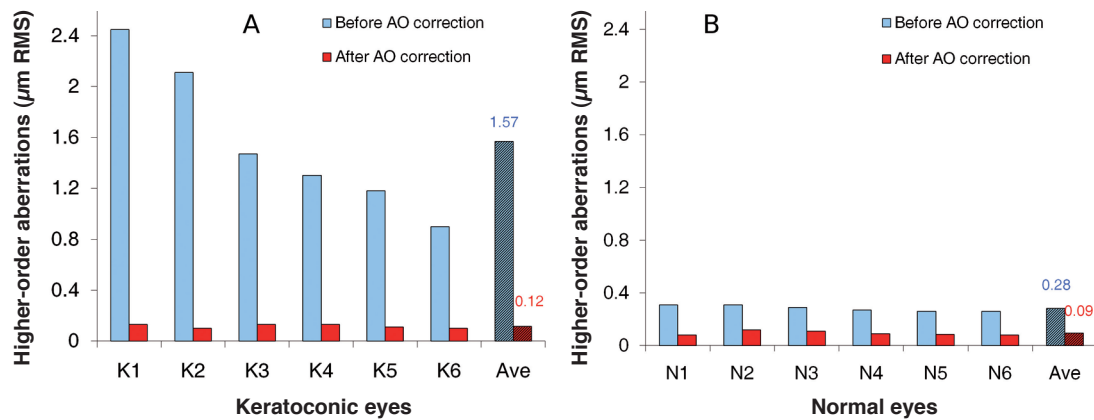 A
Before AO correction
After AO correction
Higher-order aberrations (µm RMS)
2.4
2
1.6
1.2
0.8
0.4
0
1.57
0.12
K1 K2 K3 K4 K5 K6 Ave
Keratoconic eyes
B
Before AO correction
After AO correction
Higher-order aberrations (µm RMS)
2.4
2
1.6
1.2
0.8
0.4
0
0.28
0.09
N1 N2 N3 N4 N5 N6 Ave
Normal eyes